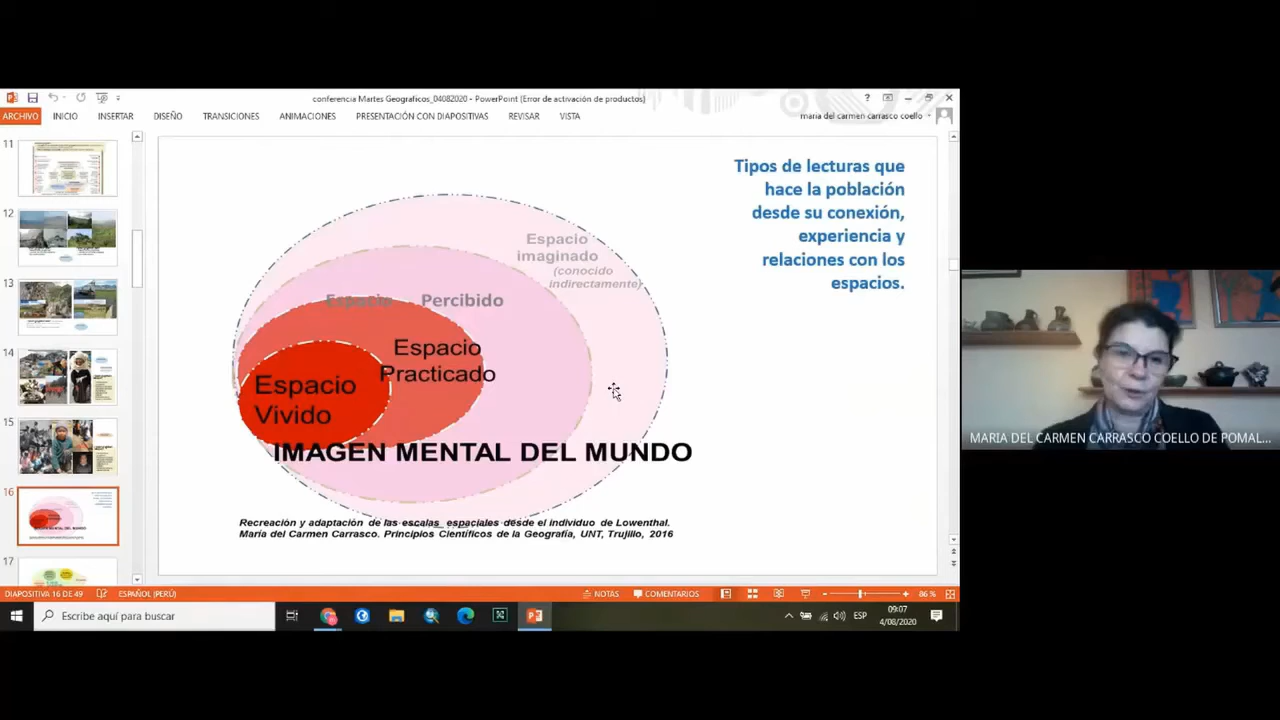 conferencia Martes Geograficos_04082020 - PowerPoint (Error de activación de productos)
ARCHIVO INICIO INSERTAR DISEÑO TRANSICIONES ANIMACIONES PRESENTACIÓN CON DIAPOSITIVAS REVISAR VISTA
maria del carmen carrasco coello
11
12
13
14
15
16
17
Tipos de lecturas que
hace la población
desde su conexión,
experiencia y
relaciones con los
espacios.
Espacio
imaginado
(conocido
indirectamente)
Espacio Percibido
Espacio
Practicado
Espacio
Vivido
IMAGEN MENTAL DEL MUNDO
Recreación y adaptación de las escalas espaciales desde el individuo de Lowenthal.
María del Carmen Carrasco. Principios Científicos de la Geografía, UNT, Trujillo, 2016
MARIA DEL CARMEN CARRASCO COELLO DE POMAL...
DIAPOSITIVA 16 DE 49 ESPAÑOL (PERÚ) NOTAS COMENTARIOS 86 %
Escribe aquí para buscar
ESP
09:07
4/08/2020